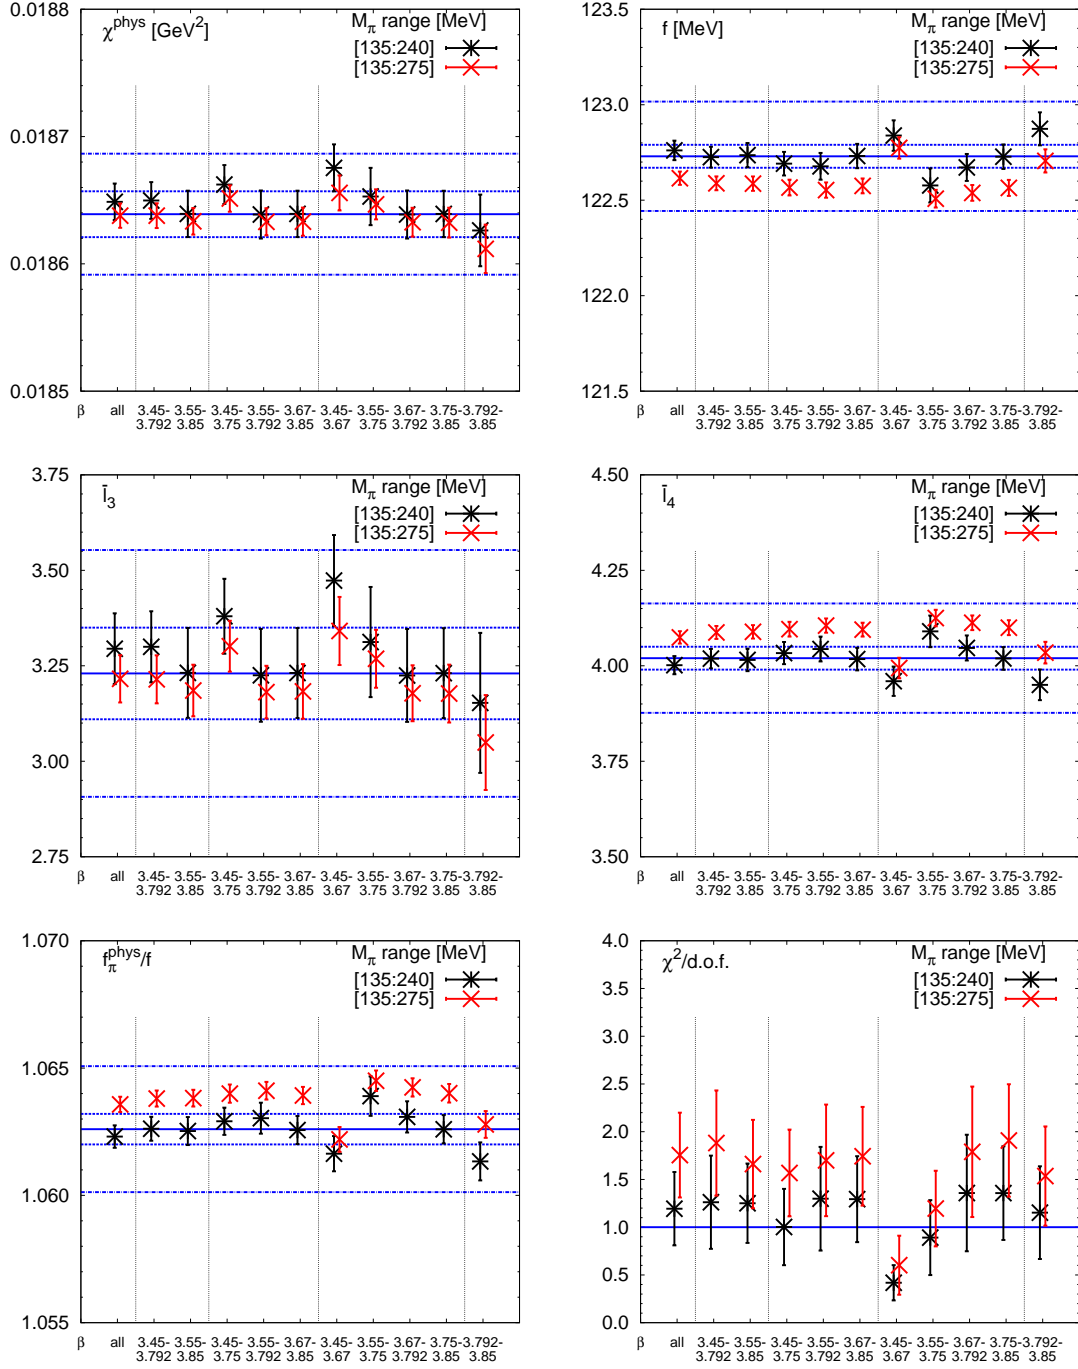 χ^phys [GeV²]
M_π range [MeV]
[135:240]
[135:275]
0.0188
0.0187
0.0186
0.0185
β all 3.45-3.792 3.55-3.85 3.45-3.75 3.55-3.792 3.67-3.85 3.45-3.67 3.55-3.75 3.67-3.792 3.75-3.85 3.792-3.85
f [MeV]
M_π range [MeV]
[135:240]
[135:275]
123.5
123.0
122.5
122.0
121.5
β all 3.45-3.792 3.55-3.85 3.45-3.75 3.55-3.792 3.67-3.85 3.45-3.67 3.55-3.75 3.67-3.792 3.75-3.85 3.792-3.85
l̄₃
M_π range [MeV]
[135:240]
[135:275]
3.75
3.50
3.25
3.00
2.75
β all 3.45-3.792 3.55-3.85 3.45-3.75 3.55-3.792 3.67-3.85 3.45-3.67 3.55-3.75 3.67-3.792 3.75-3.85 3.792-3.85
l̄₄
M_π range [MeV]
[135:240]
[135:275]
4.50
4.25
4.00
3.75
3.50
β all 3.45-3.792 3.55-3.85 3.45-3.75 3.55-3.792 3.67-3.85 3.45-3.67 3.55-3.75 3.67-3.792 3.75-3.85 3.792-3.85
f_π^phys/f
M_π range [MeV]
[135:240]
[135:275]
1.070
1.065
1.060
1.055
β all 3.45-3.792 3.55-3.85 3.45-3.75 3.55-3.792 3.67-3.85 3.45-3.67 3.55-3.75 3.67-3.792 3.75-3.85 3.792-3.85
χ²/d.o.f.
M_π range [MeV]
[135:240]
[135:275]
4.0
3.5
3.0
2.5
2.0
1.5
1.0
0.5
0.0
β all 3.45-3.792 3.55-3.85 3.45-3.75 3.55-3.792 3.67-3.85 3.45-3.67 3.55-3.75 3.67-3.792 3.75-3.85 3.792-3.85